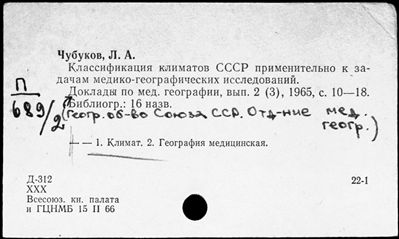 Чубуков, Л. А.
Классификация климатов СССР применительно к за-
дачам медико-географических исследований.
Доклады по мед. географии, вып. 2 (3), 1965, с. 10—18.
Библиогр.: 16 назв.
П
689/2
(Геогр. об-во Союза ССР. Отд-ние мед.
геогр.)
— 1. Климат. 2. География медицинская.
Д-312
22-1
XXX
Всесоюз. кн. палата
и ГЦНМБ 15 II 66